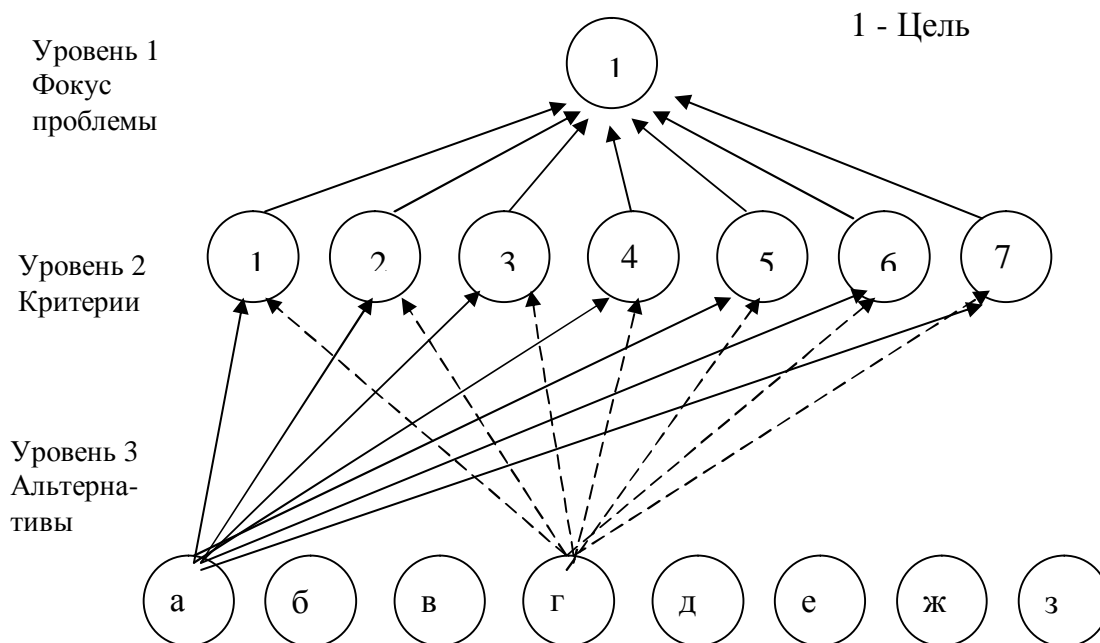 1 - Цель
Уровень 1
Фокус
проблемы
1
Уровень 2
Критерии
1 2 3 4 5 6 7
Уровень 3
Альтерна-
тивы
а б в г д е ж з